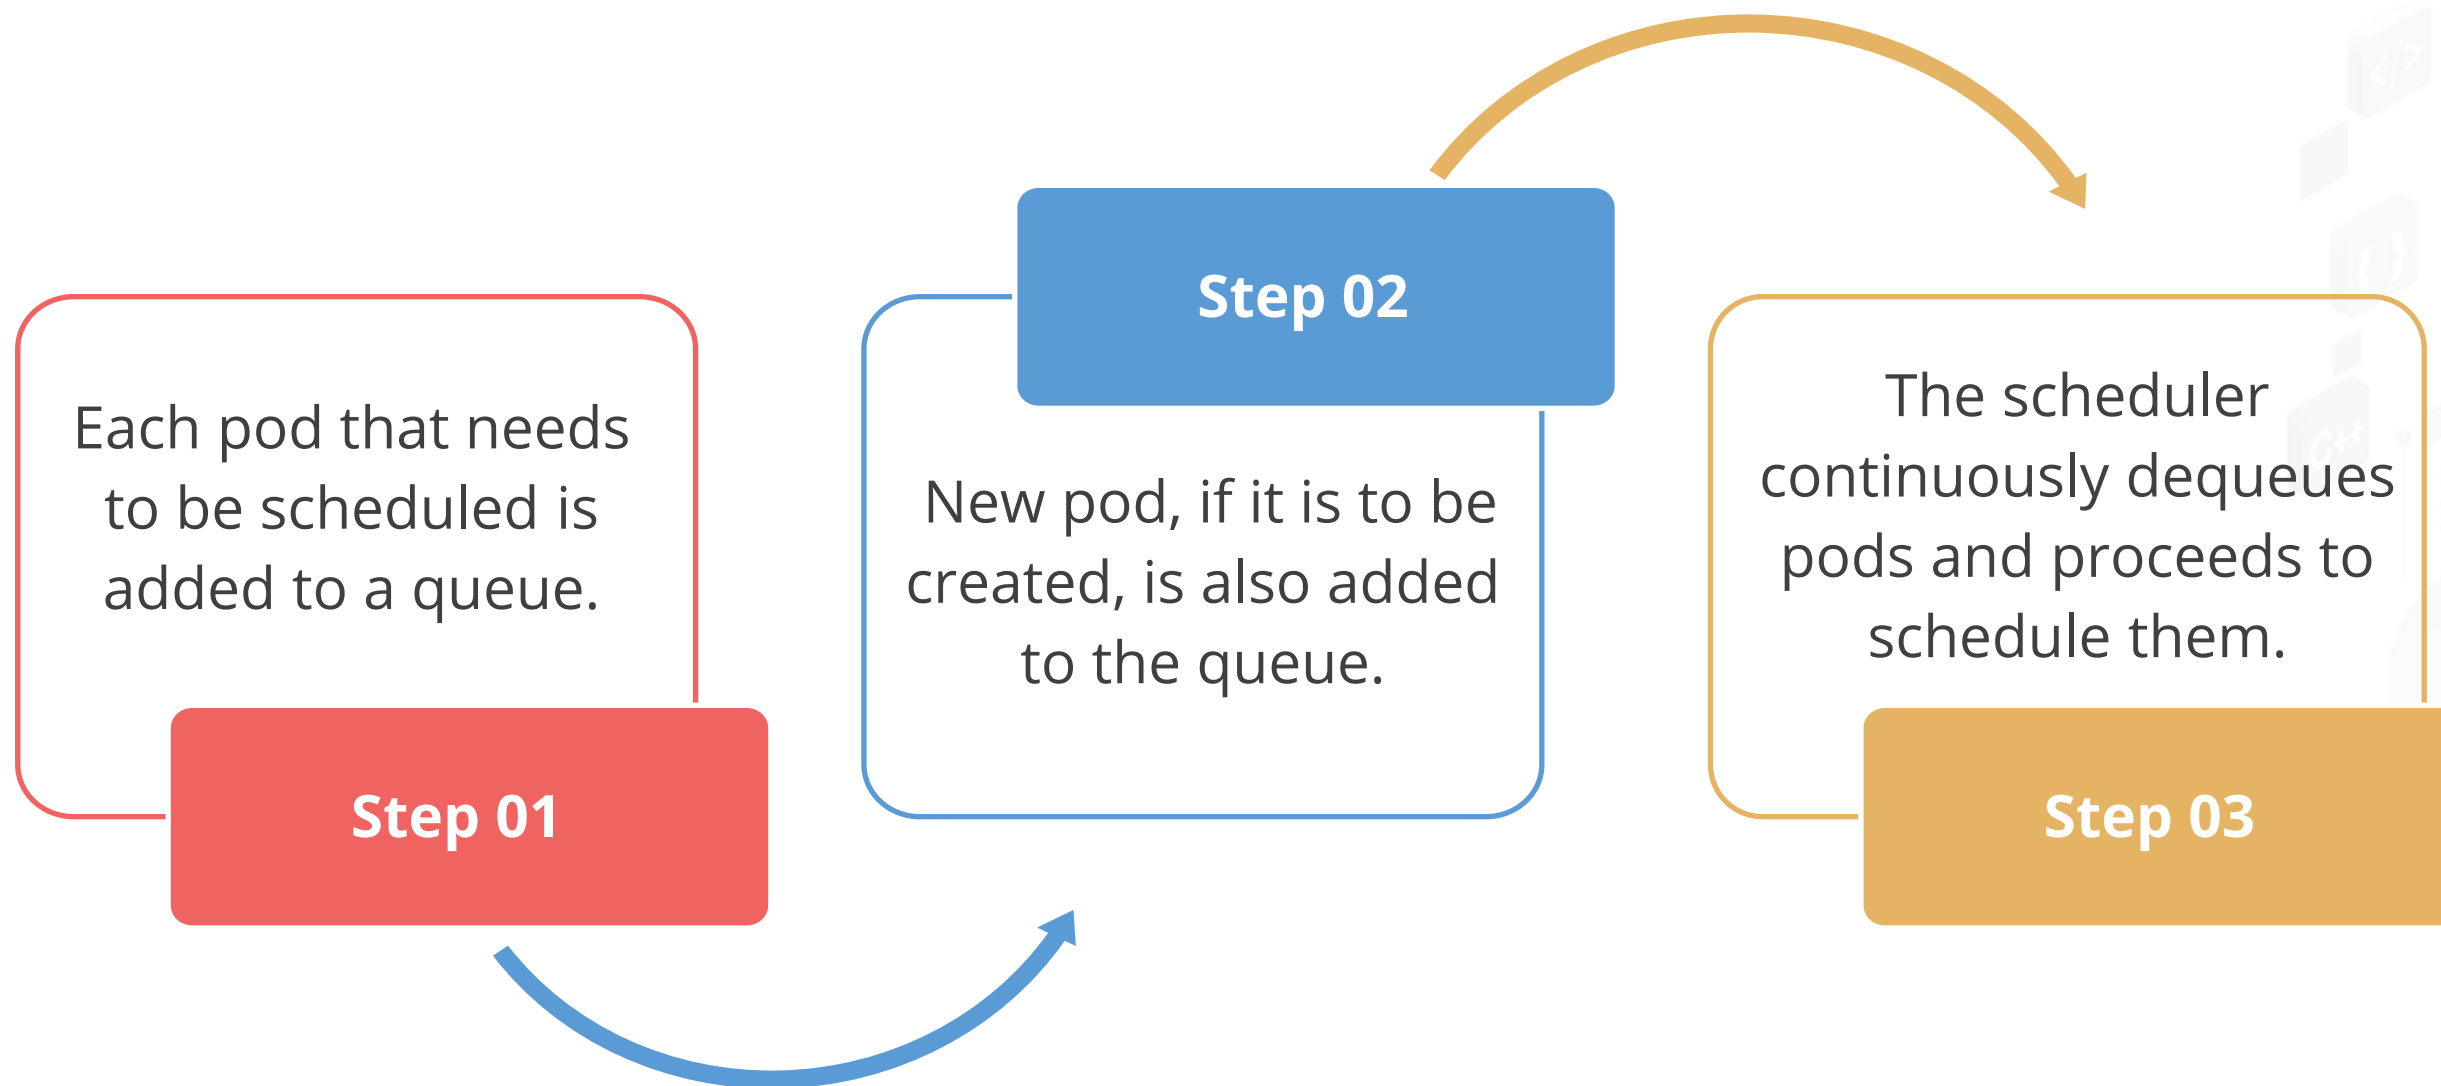 Each pod that needs
to be scheduled is
added to a queue.
Step 01
Step 02
New pod, if it is to be
created, is also added
to the queue.
The scheduler
continuously dequeues
pods and proceeds to
schedule them.
Step 03
</>
{ }
C++